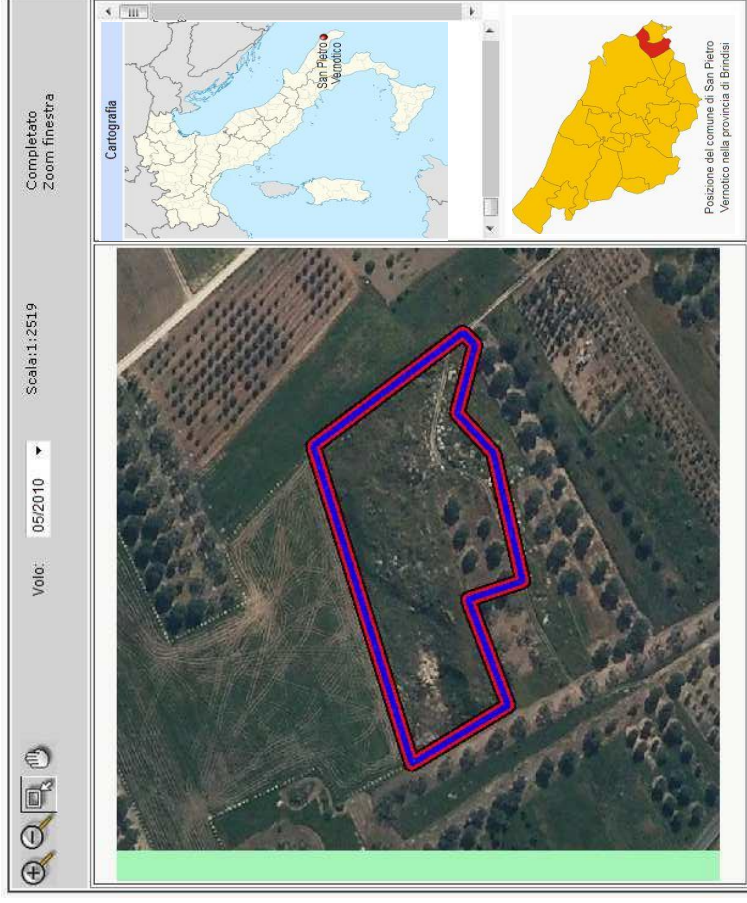 Volo:
05/2010
Scala:1:2519
Completato
Zoom finestra
Cartografia
San Pietro
Vernotico
Posizione del comune di San Pietro
Vernotico nella provincia di Brindisi